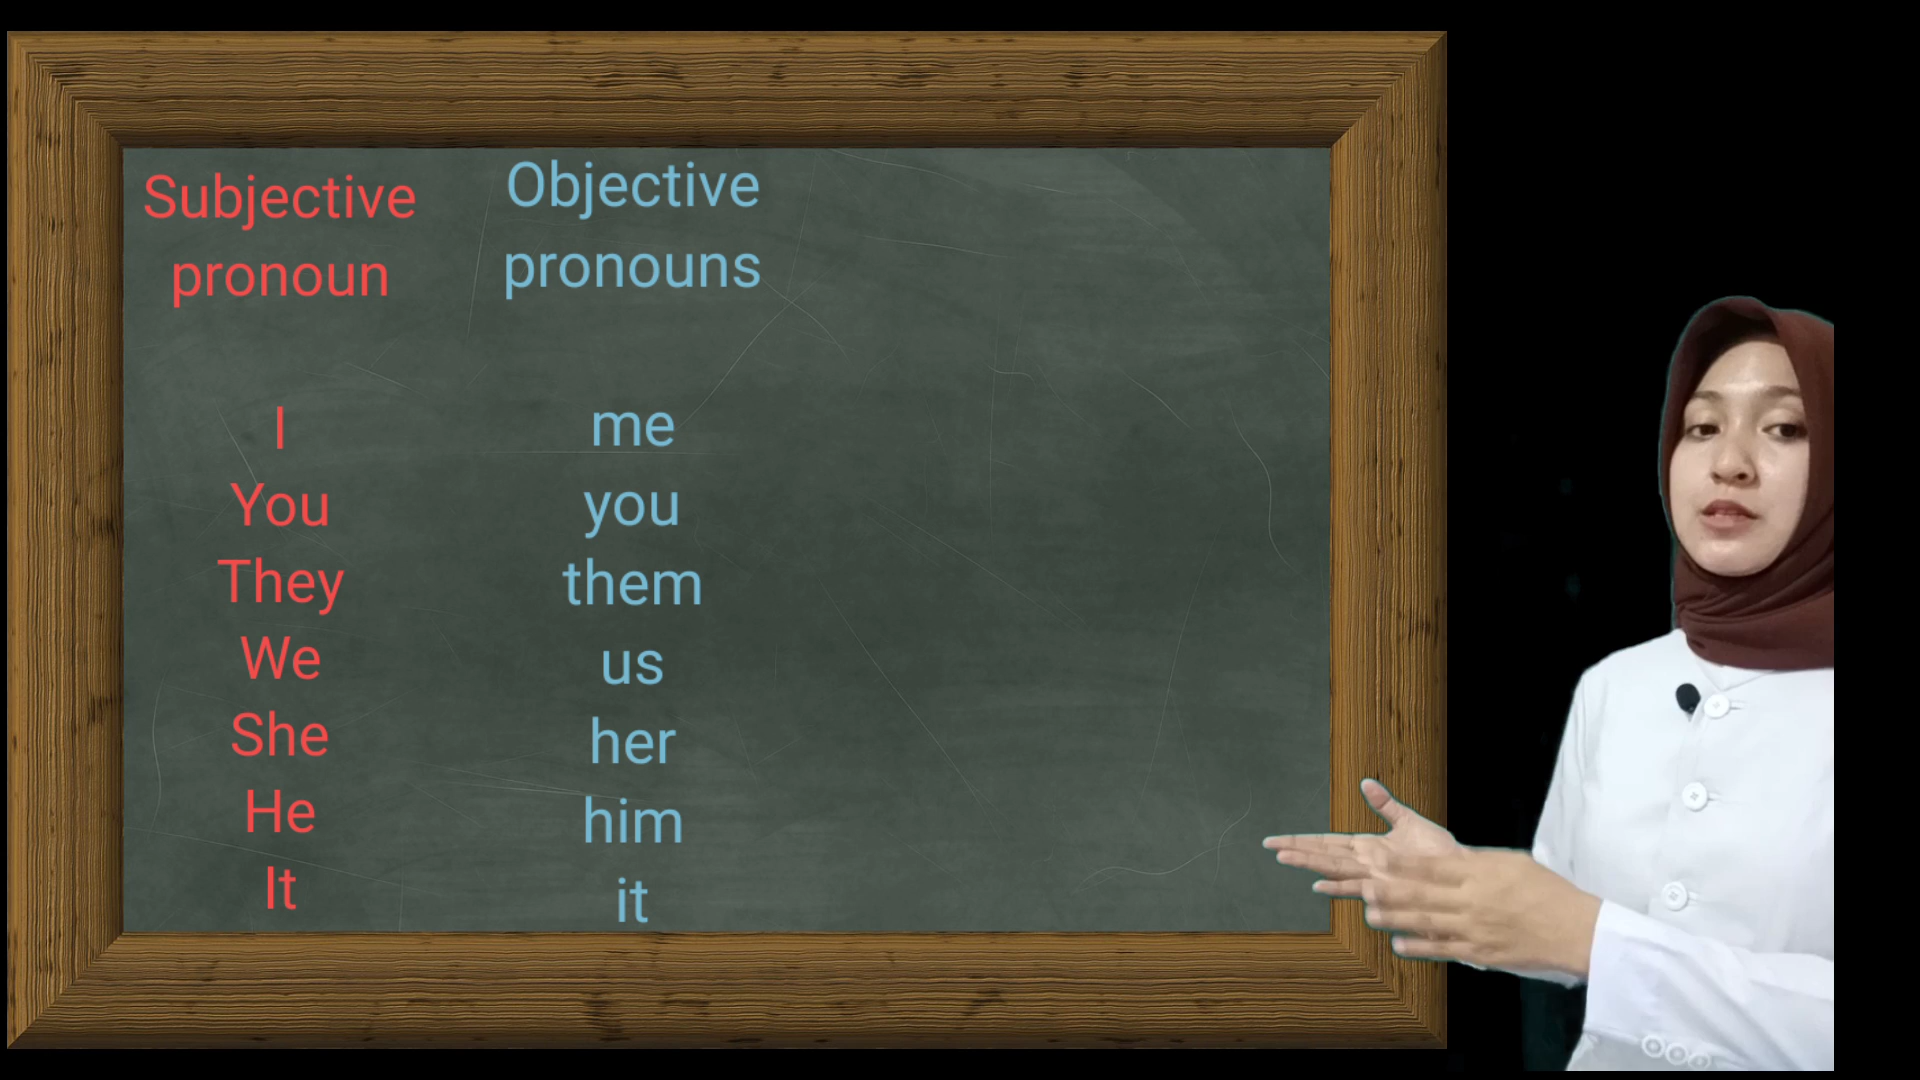 Subjective
pronoun
I
You
They
We
She
He
It
Objective
pronouns
me
you
them
us
her
him
it